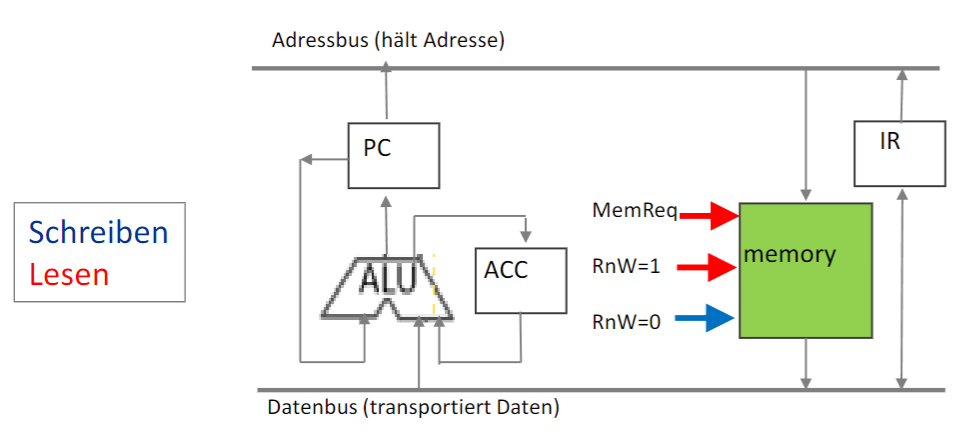 Adressbus (hält Adresse)
PC
IR
MemReq
Schreiben
Lesen
RnW=1
memory
ALU
ACC
RnW=0
Datenbus (transportiert Daten)